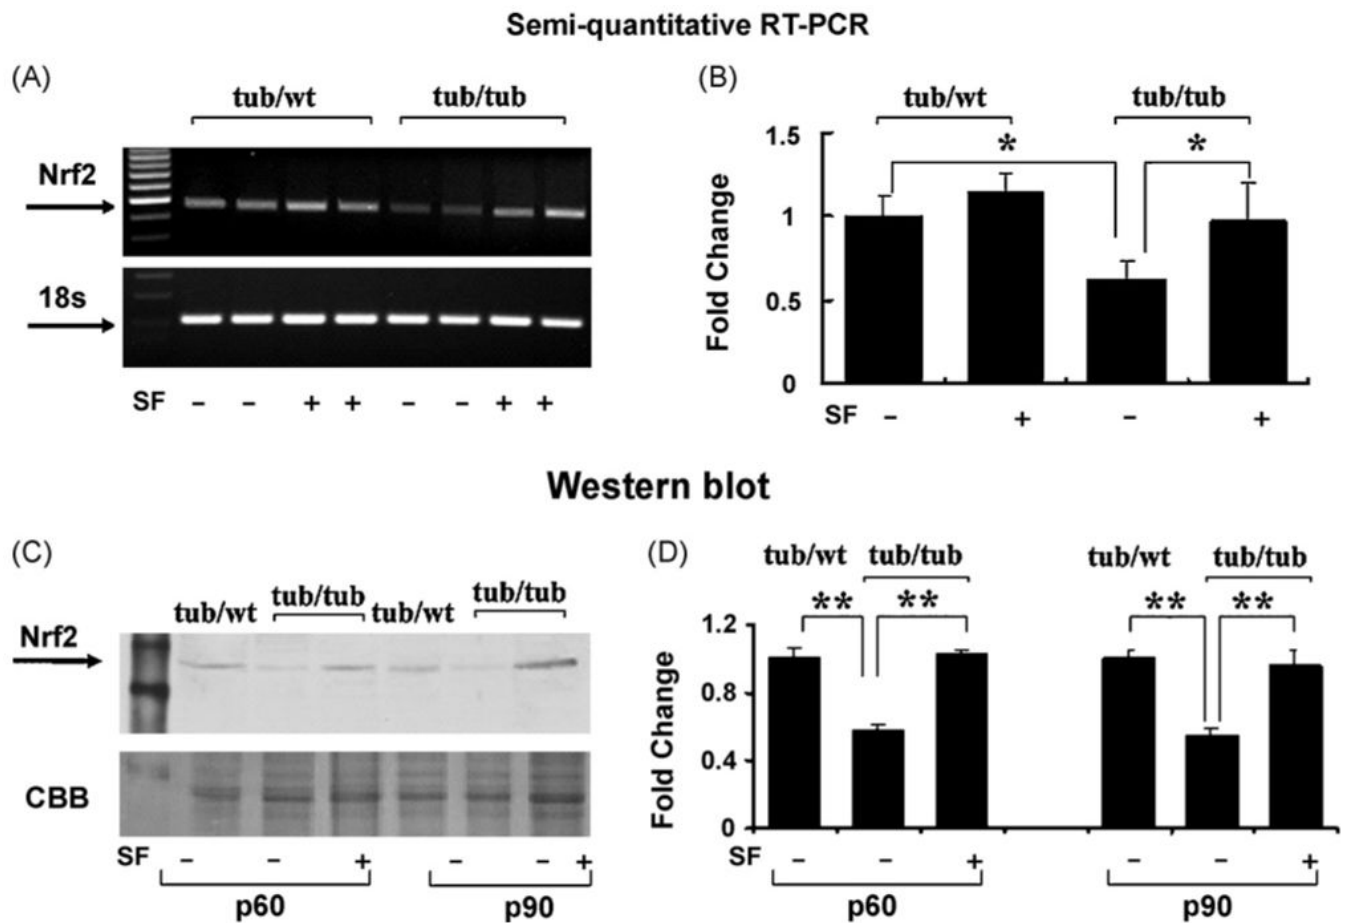 Semi-quantitative RT-PCR
(A)
tub/wt tub/tub
Nrf2
18s
SF – – + + – – + +
(B)
tub/wt tub/tub
* *
1.5
1
0.5
0
Fold Change
SF – + – +
Western blot
(C)
tub/wt tub/tub tub/wt tub/tub
Nrf2
CBB
SF – – + – – +
p60 p90
(D)
tub/wt tub/tub tub/wt tub/tub
** ** ** **
1.2
0.8
0.4
0
Fold Change
SF – – + – – +
p60 p90